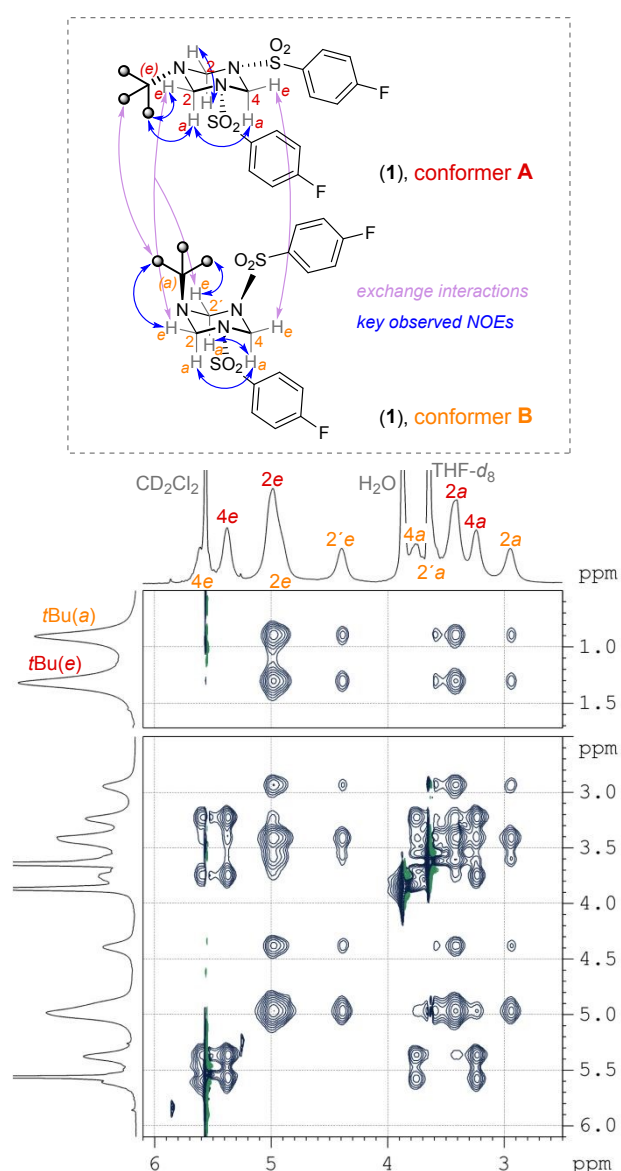 H
2
N
N
SO₂
F
(e)
H
e
2
N
H
4
H
e
a
H
SO₂
H
a
F
(1), conformer A
F
SO₂
(a)
H
e
N
2´
N
e
H
2
N
H
a
4
H
e
a
H
SO₂
H
a
F
exchange interactions
key observed NOEs
(1), conformer B
CD₂Cl₂ 2e H₂O THF-d₈
4e 2a
2´e 4a 4a 2a
4e 2e 2´a ppm
tBu(a)
1.0
tBu(e)
1.5
ppm
3.0
3.5
4.0
4.5
5.0
5.5
6.0
6 5 4 3 ppm